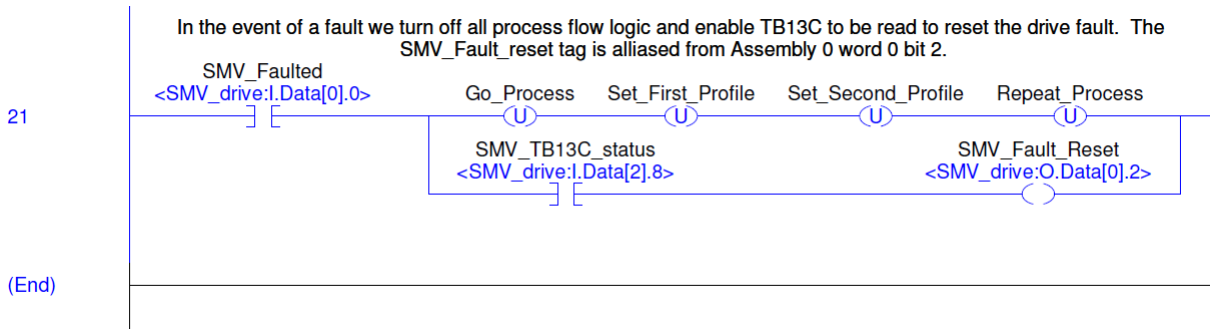 In the event of a fault we turn off all process flow logic and enable TB13C to be read to reset the drive fault.  The
SMV_Fault_reset tag is alliased from Assembly 0 word 0 bit 2.
SMV_Faulted
<SMV_drive:I.Data[0].0>
Go_Process
Set_First_Profile
Set_Second_Profile
Repeat_Process
21
U
U
U
U
SMV_TB13C_status
<SMV_drive:I.Data[2].8>
SMV_Fault_Reset
<SMV_drive:O.Data[0].2>
(End)